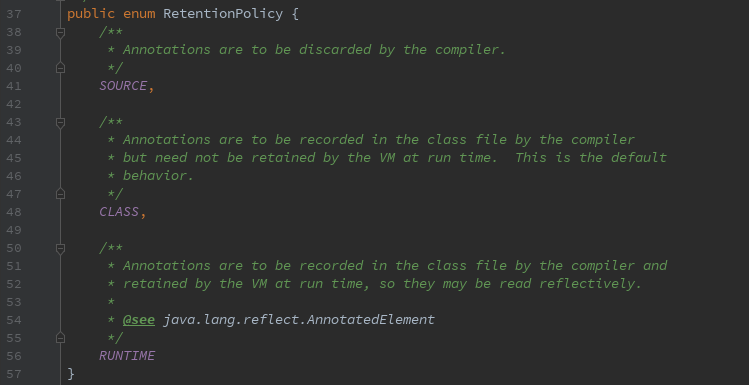 37 public enum RetentionPolicy {
38 /**
39 * Annotations are to be discarded by the compiler.
40 */
41 SOURCE,
42
43 /**
44 * Annotations are to be recorded in the class file by the compiler
45 * but need not be retained by the VM at run time.  This is the default
46 * behavior.
47 */
48 CLASS,
49
50 /**
51 * Annotations are to be recorded in the class file by the compiler and
52 * retained by the VM at run time, so they may be read reflectively.
53 *
54 * @see java.lang.reflect.AnnotatedElement
55 */
56 RUNTIME
57 }